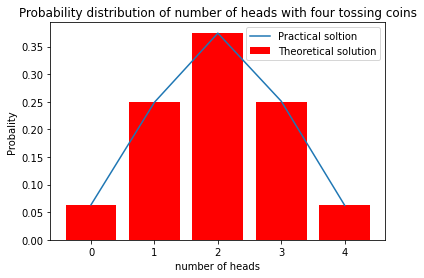 Probability distribution of number of heads with four tossing coins
Practical soltion
Theoretical solution
Probality
0.35
0.30
0.25
0.20
0.15
0.10
0.05
0.00
0 1 2 3 4
number of heads